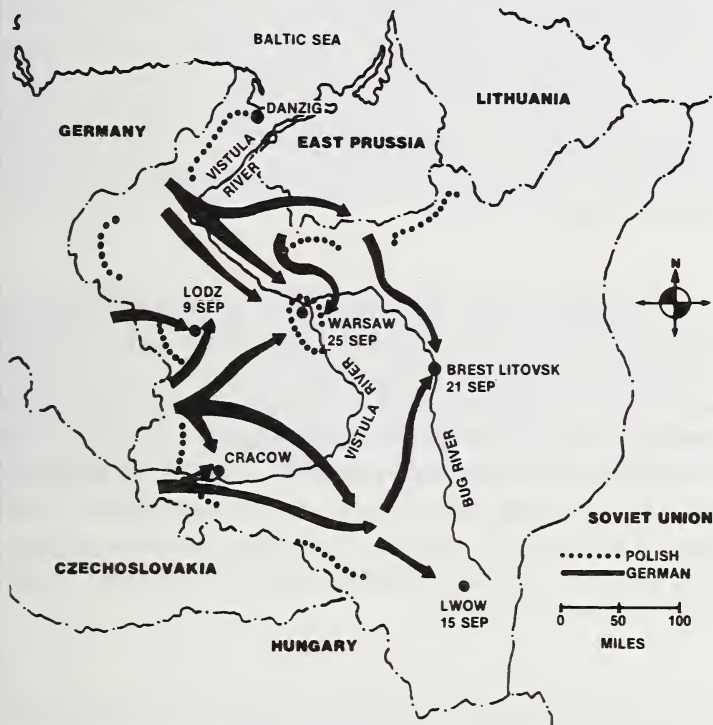 BALTIC SEA
LITHUANIA
DANZIG
GERMANY
EAST PRUSSIA
VISTULA
RIVER
N
LODZ
9 SEP
WARSAW
25 SEP
BREST LITOVSK
21 SEP
VISTULA RIVER
CRACOW
BUG RIVER
SOVIET UNION
POLISH
GERMAN
CZECHOSLOVAKIA
LWOW
15 SEP
0 50 100
MILES
HUNGARY